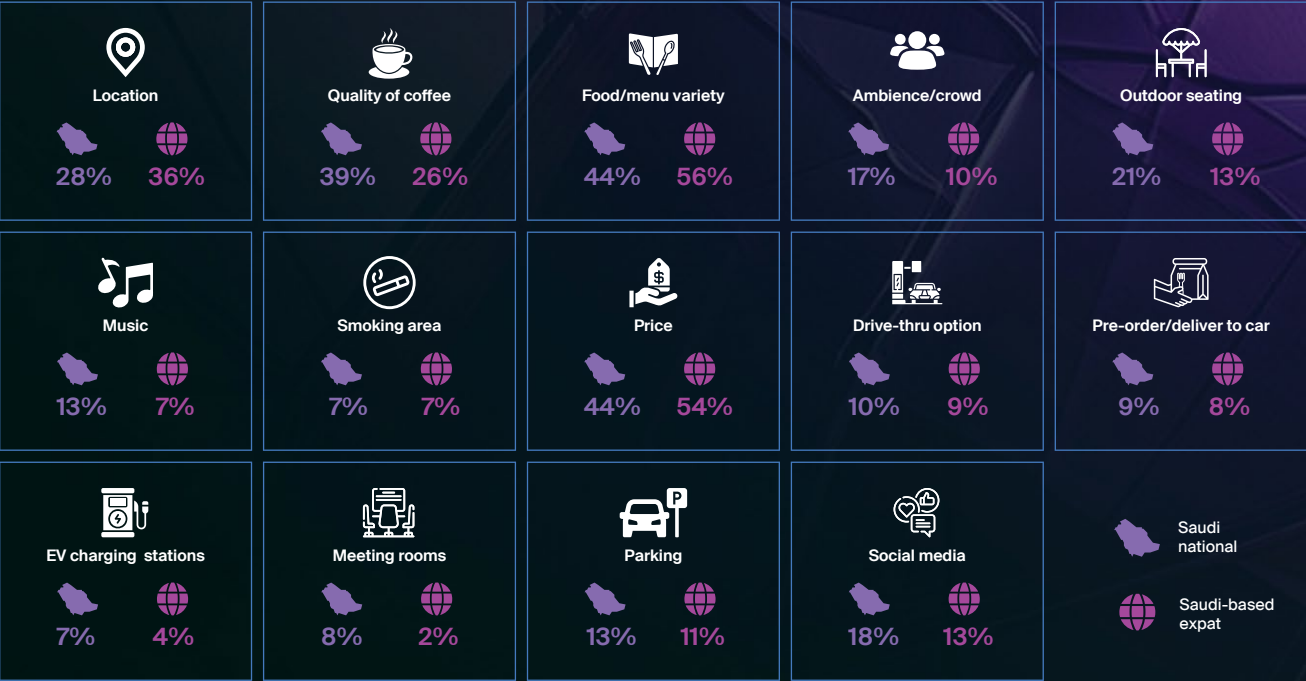 Location
28% 36%
Quality of coffee
39% 26%
Food/menu variety
44% 56%
Ambience/crowd
17% 10%
Outdoor seating
21% 13%
Music
13% 7%
Smoking area
7% 7%
$
Price
44% 54%
Drive-thru option
10% 9%
Pre-order/deliver to car
9% 8%
EV charging stations
7% 4%
Meeting rooms
8% 2%
P
Parking
13% 11%
Social media
18% 13%
Saudi
national
Saudi-based
expat